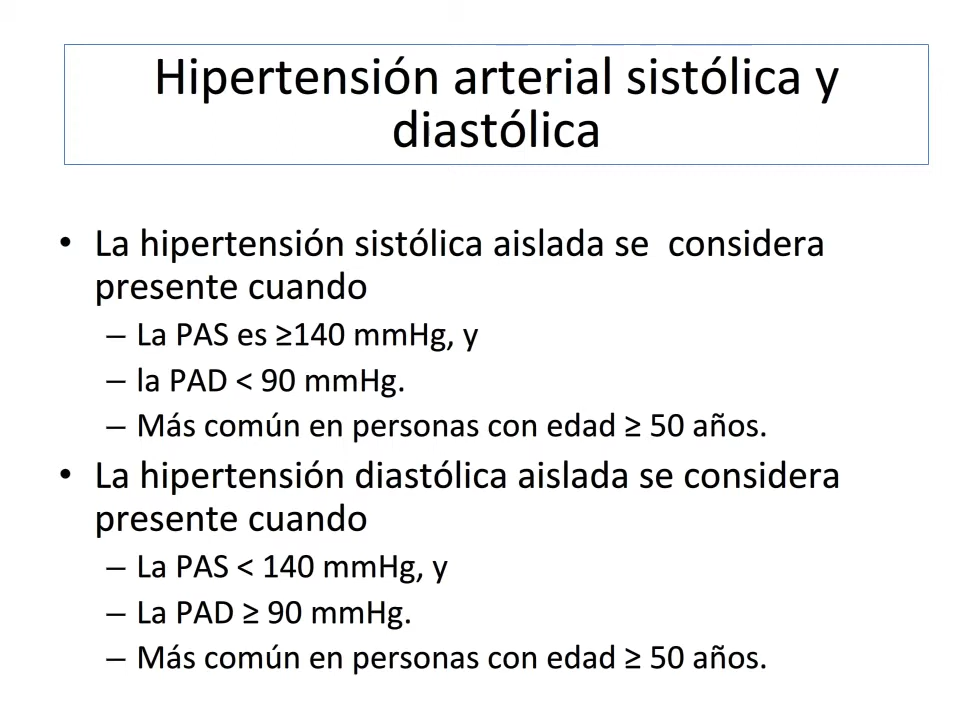 Hipertensión arterial sistólica y
diastólica
• La hipertensión sistólica aislada se  considera
presente cuando
– La PAS es ≥140 mmHg, y
– la PAD < 90 mmHg.
– Más común en personas con edad ≥ 50 años.
• La hipertensión diastólica aislada se considera
presente cuando
– La PAS < 140 mmHg, y
– La PAD ≥ 90 mmHg.
– Más común en personas con edad ≥ 50 años.